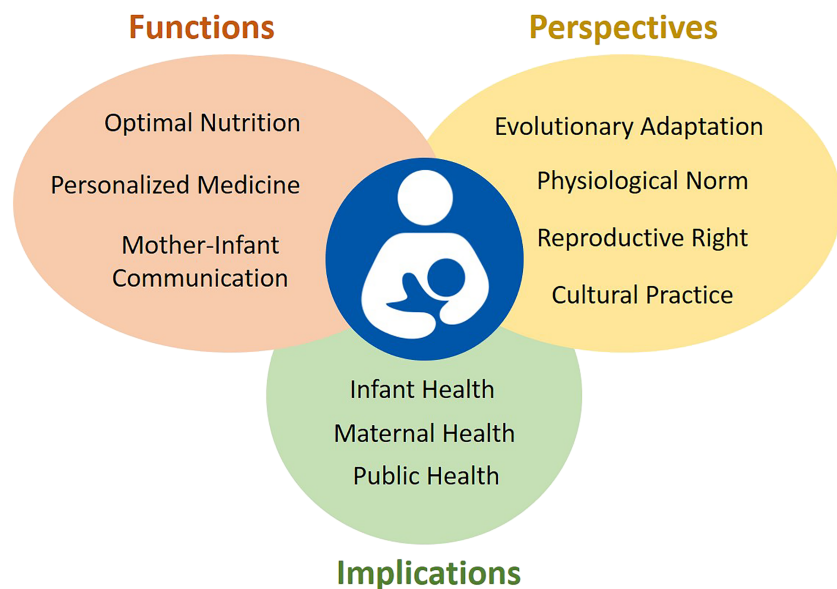 Functions
Optimal Nutrition
Personalized Medicine
Mother-Infant
Communication
Perspectives
Evolutionary Adaptation
Physiological Norm
Reproductive Right
Cultural Practice
Infant Health
Maternal Health
Public Health
Implications